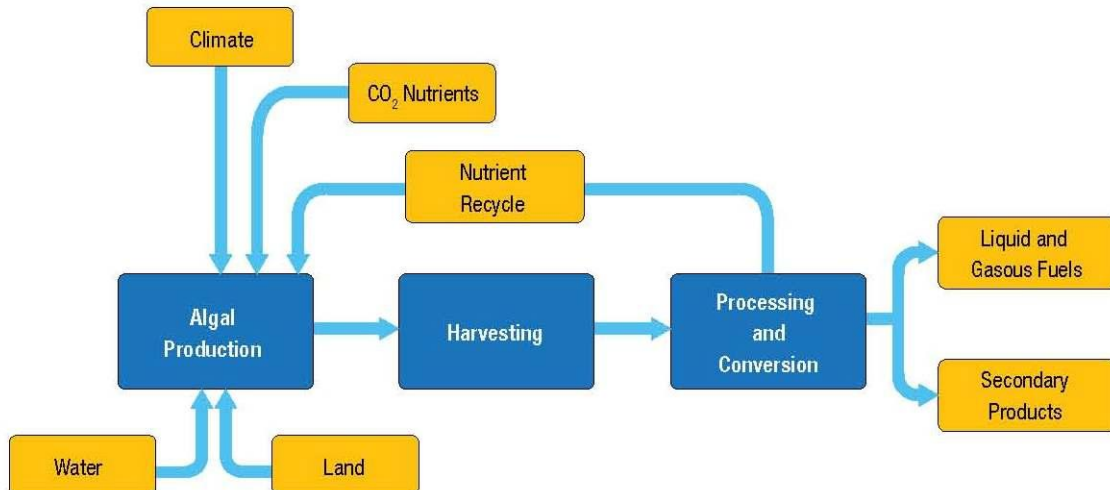 Climate
CO₂ Nutrients
Nutrient
Recycle
Algal
Production
Harvesting
Processing
and
Conversion
Liquid and
Gasous Fuels
Secondary
Products
Water
Land